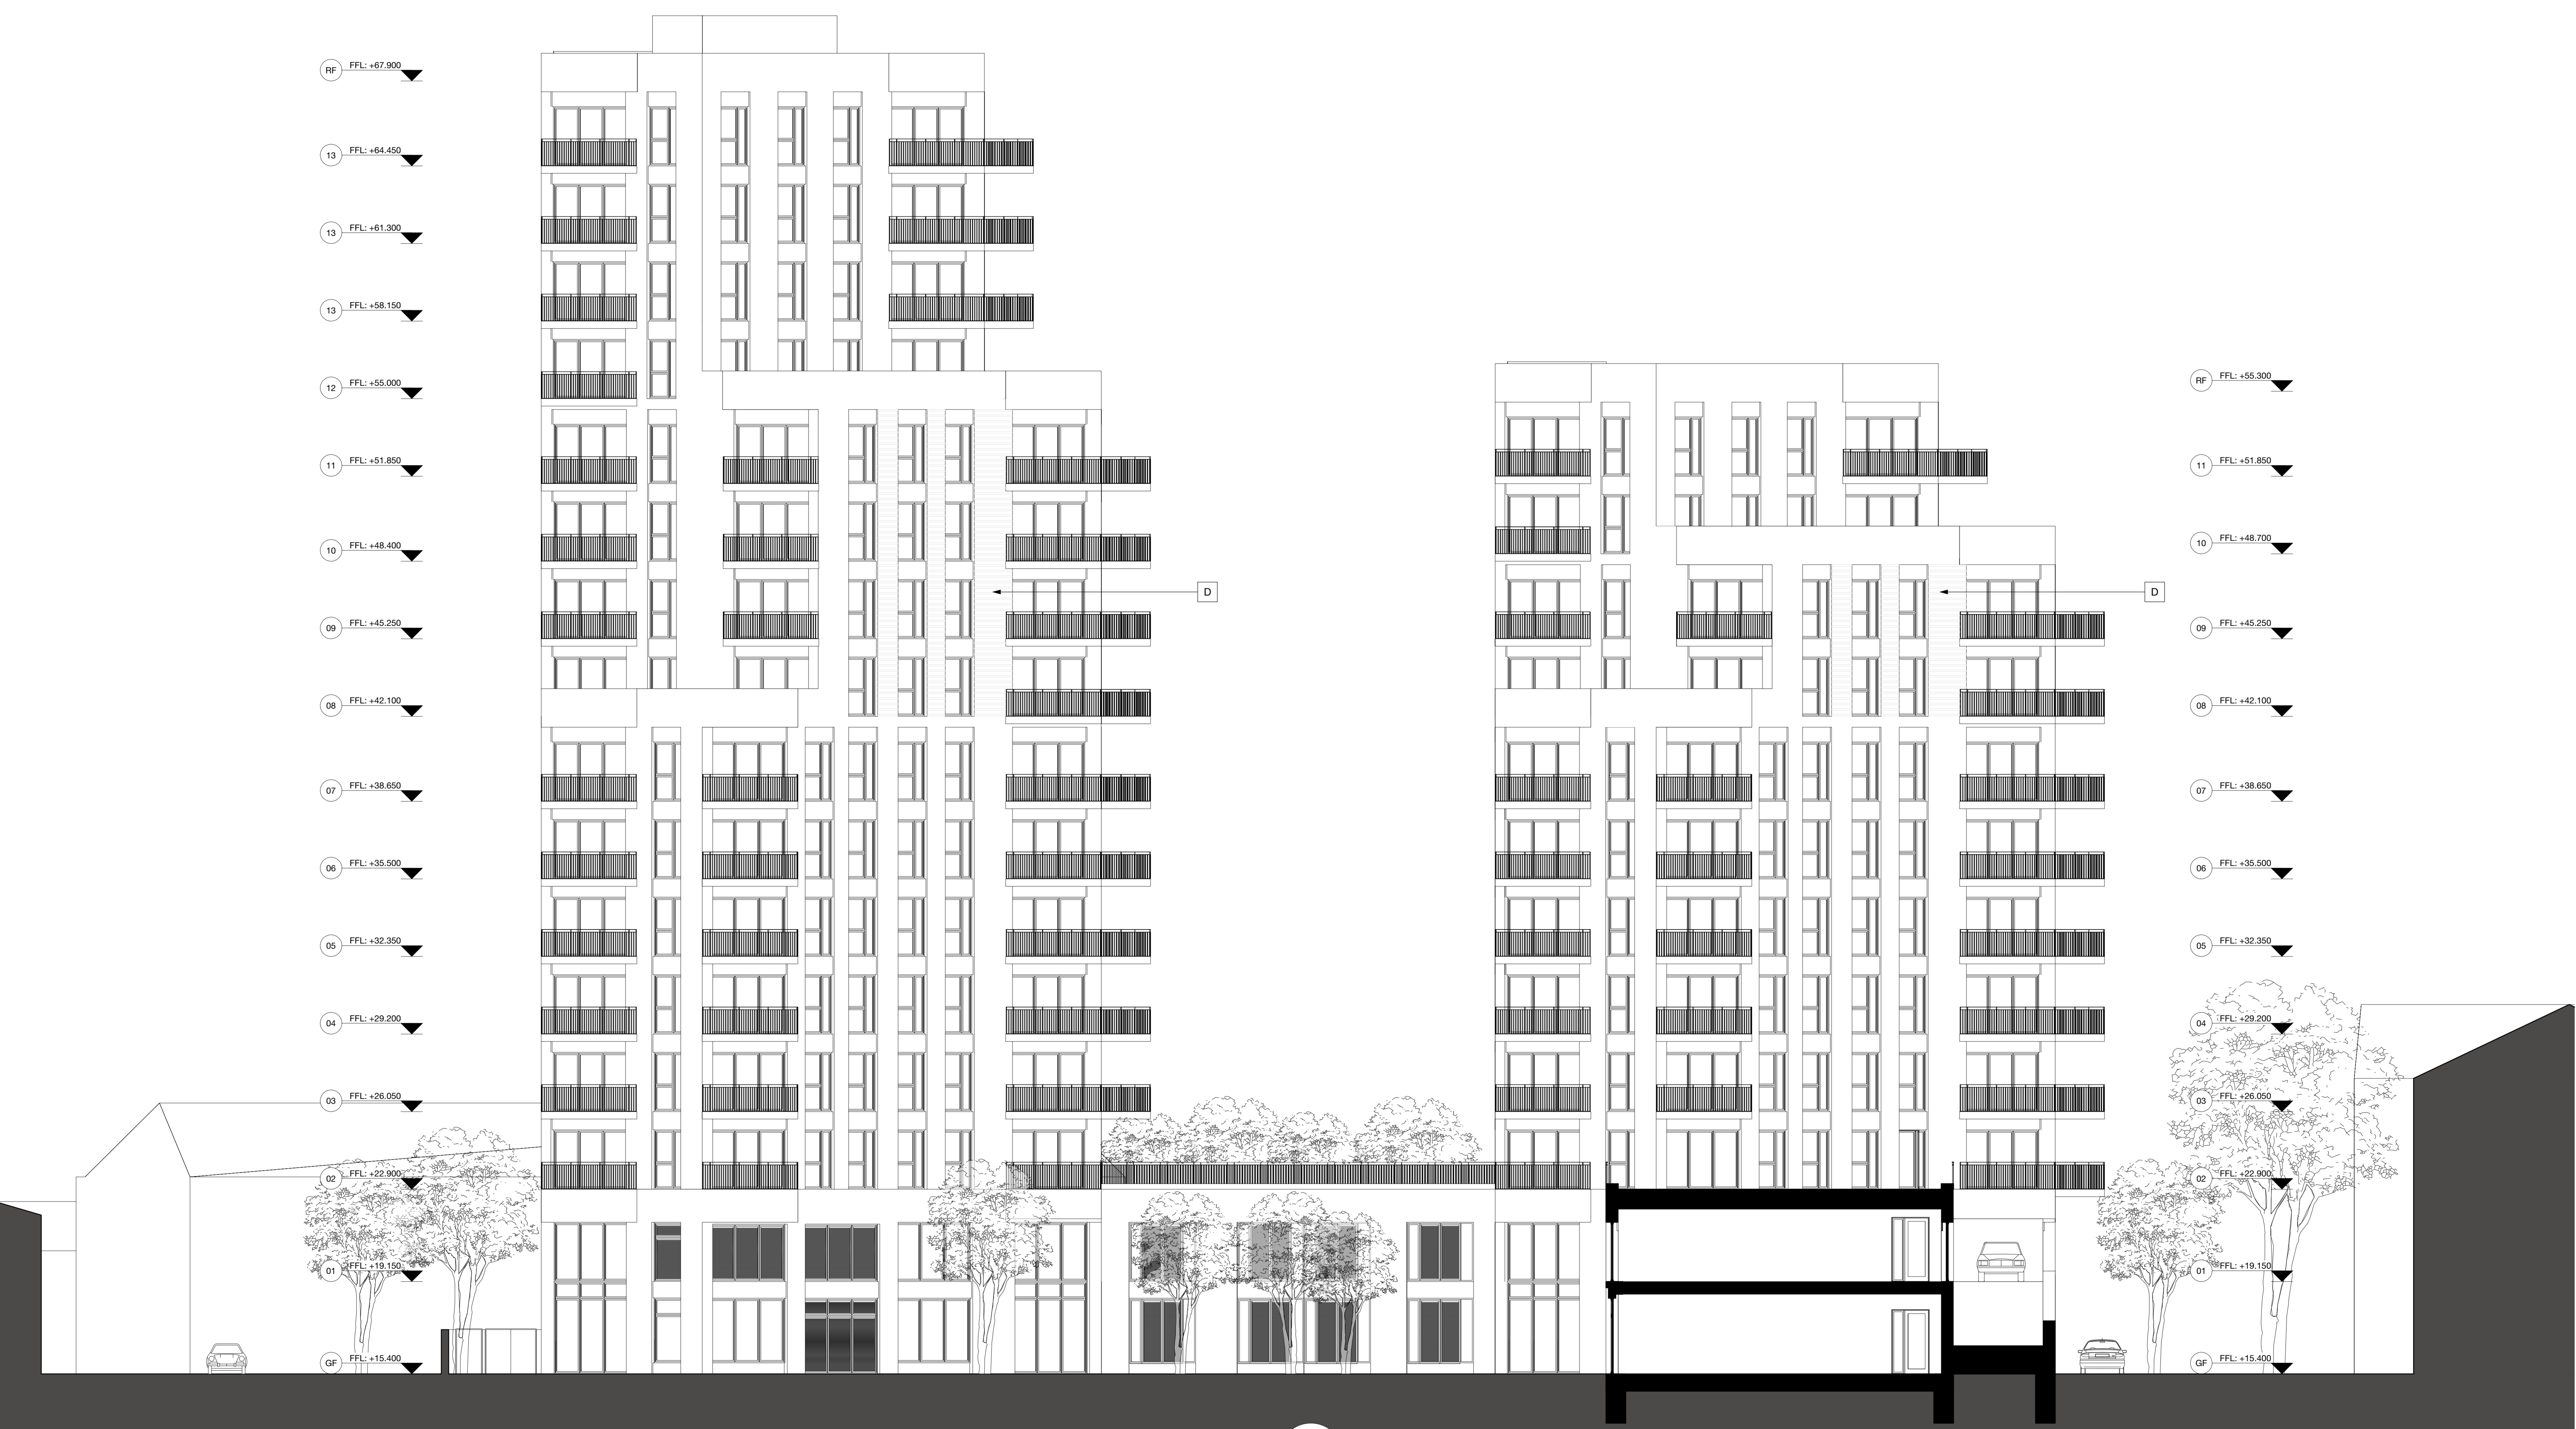 RF FFL: +67.900
13 FFL: +64.450
13 FFL: +61.300
13 FFL: +58.150
12 FFL: +55.000
RF FFL: +55.300
11 FFL: +51.850
11 FFL: +51.850
10 FFL: +48.400
10 FFL: +48.700
D
D
09 FFL: +45.250
09 FFL: +45.250
08 FFL: +42.100
08 FFL: +42.100
07 FFL: +38.650
07 FFL: +38.650
06 FFL: +35.500
06 FFL: +35.500
05 FFL: +32.350
05 FFL: +32.350
04 FFL: +29.200
04 FFL: +29.200
03 FFL: +26.050
03 FFL: +26.050
02 FFL: +22.900
02 FFL: +22.900
01 FFL: +19.150
01 FFL: +19.150
GF FFL: +15.400
GF FFL: +15.400